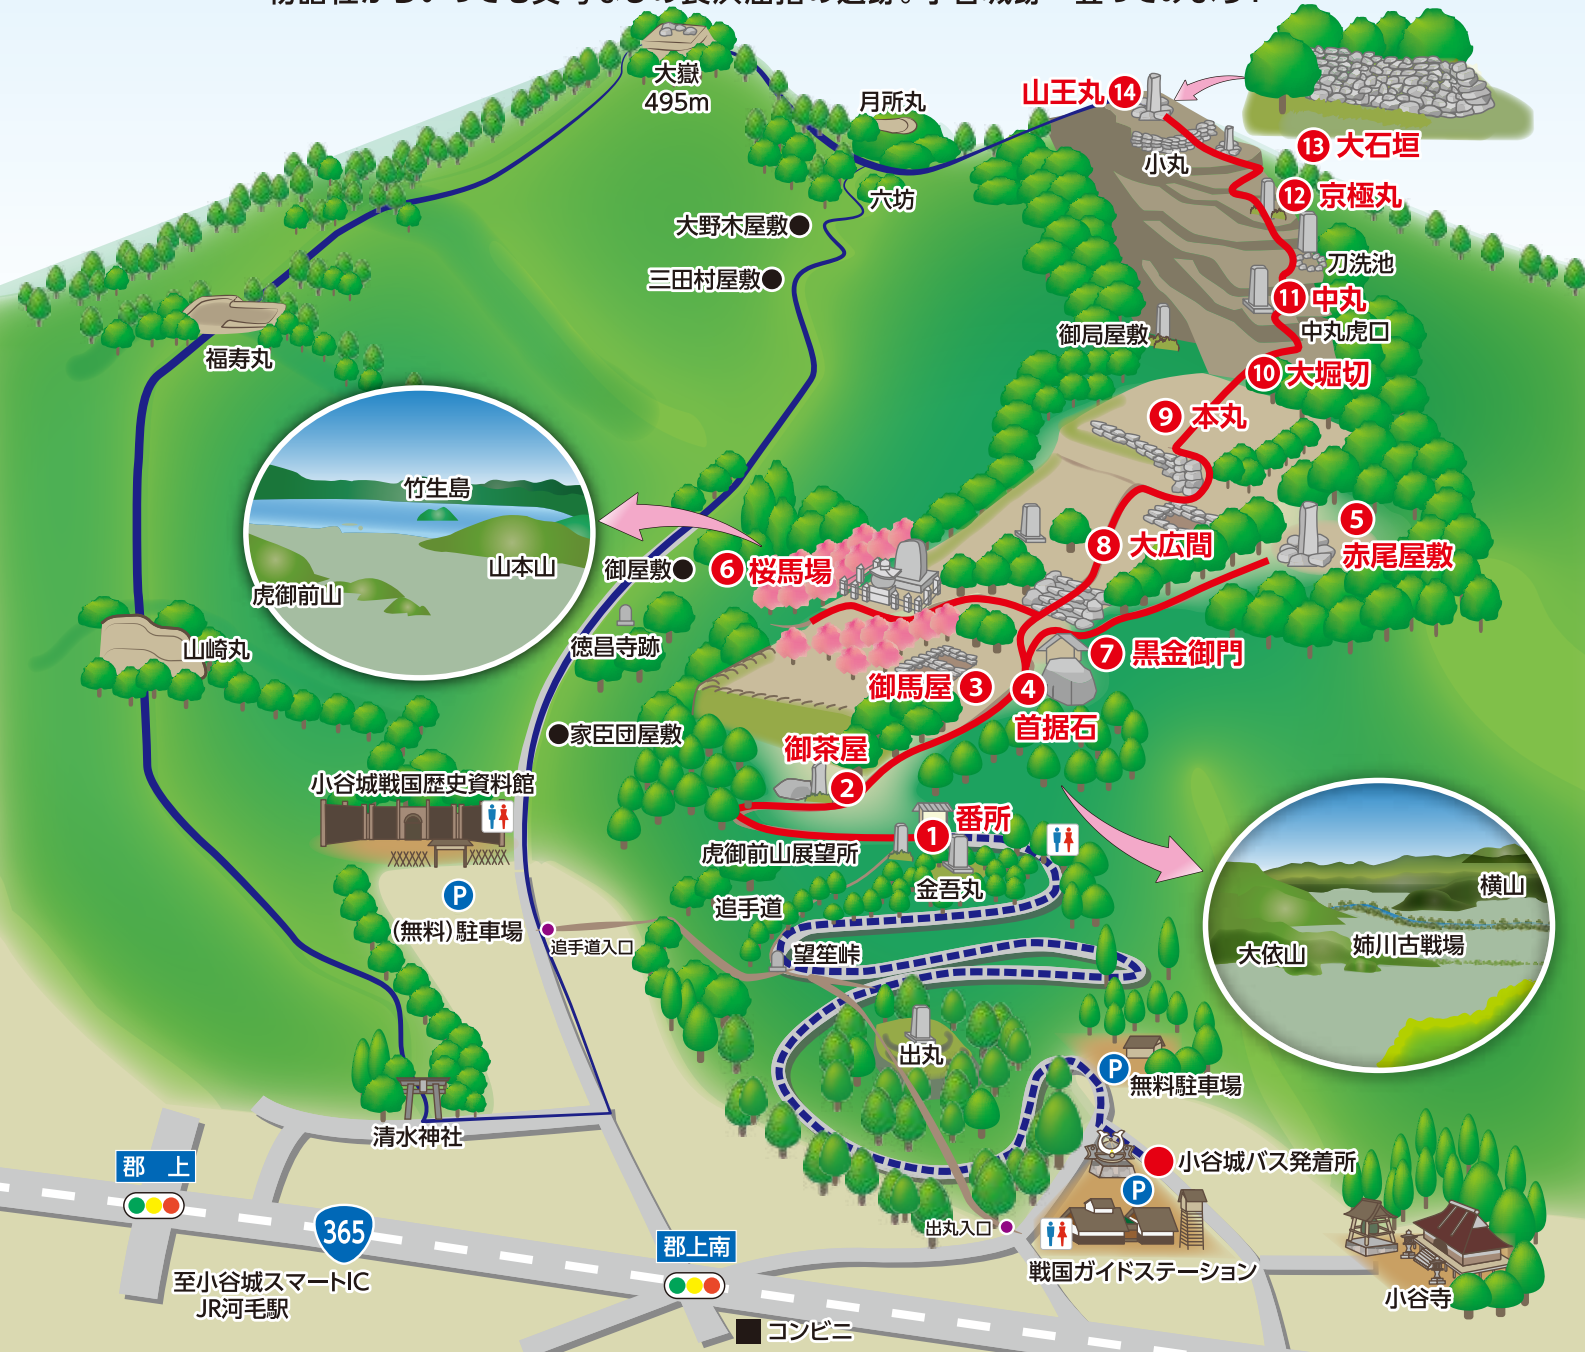 大嶽
495m
月所丸
山王丸 14
小丸
13 大石垣
12 京極丸
六坊
大野木屋敷
三田村屋敷
刀洗池
11 中丸
中丸虎口
御局屋敷
福寿丸
10 大堀切
9 本丸
竹生島
山本山
虎御前山
5
赤尾屋敷
8 大広間
御屋敷
6 桜馬場
徳昌寺跡
山崎丸
7 黒金御門
御馬屋 3
4
首据石
家臣団屋敷
御茶屋
2
小谷城戦国歴史資料館
1 番所
虎御前山展望所
金吾丸
P
(無料)駐車場
追手道
追手道入口
望笙峠
横山
姉川古戦場
大依山
出丸
P
無料駐車場
清水神社
郡 上
小谷城バス発着所
P
365
郡上南
出丸入口
戦国ガイドステーション
至小谷城スマートIC
JR河毛駅
小谷寺
コンビニ